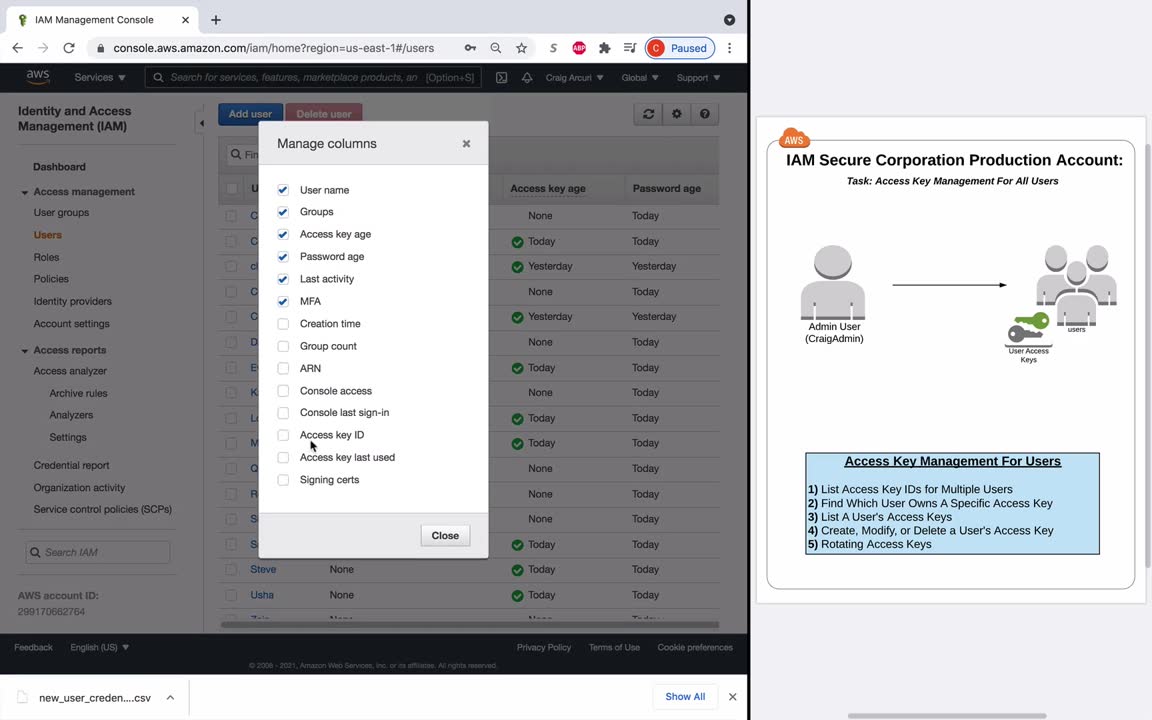 IAM Management Console
console.aws.amazon.com/iam/home?region=us-east-1#/users
ABP
C Paused
aws
Services
Search for services, features, marketplace products, an [Option+S]
Craig Arcuri
Global
Support
Identity and Access
Management (IAM)
Dashboard
Access management
User groups
Users
Roles
Policies
Identity providers
Account settings
Access reports
Access analyzer
Archive rules
Analyzers
Settings
Credential report
Organization activity
Service control policies (SCPs)
Search IAM
AWS account ID:
299170662764
Add user
Delete user
Manage columns
User name
Groups
Access key age
Password age
Last activity
MFA
Creation time
Group count
ARN
Console access
Console last sign-in
Access key ID
Access key last used
Signing certs
Close
Access key age Password age
None Today
Today Today
Yesterday Yesterday
None Today
Yesterday Today
None Today
Today Today
None Today
Today Today
Today Today
None Today
None Today
None Today
Today Today
Steve None Today Today
Usha None Today Today
Feedback
English (US)
Privacy Policy
Terms of Use
Cookie preferences
© 2008 - 2021, Amazon Web Services, Inc. or its affiliates. All rights reserved.
new_user_creden....csv
Show All
AWS
IAM Secure Corporation Production Account:
Task: Access Key Management For All Users
Admin User
(CraigAdmin)
users
User Access
Keys
Access Key Management For Users
1) List Access Key IDs for Multiple Users
2) Find Which User Owns A Specific Access Key
3) List A User's Access Keys
4) Create, Modify, or Delete a User's Access Key
5) Rotating Access Keys